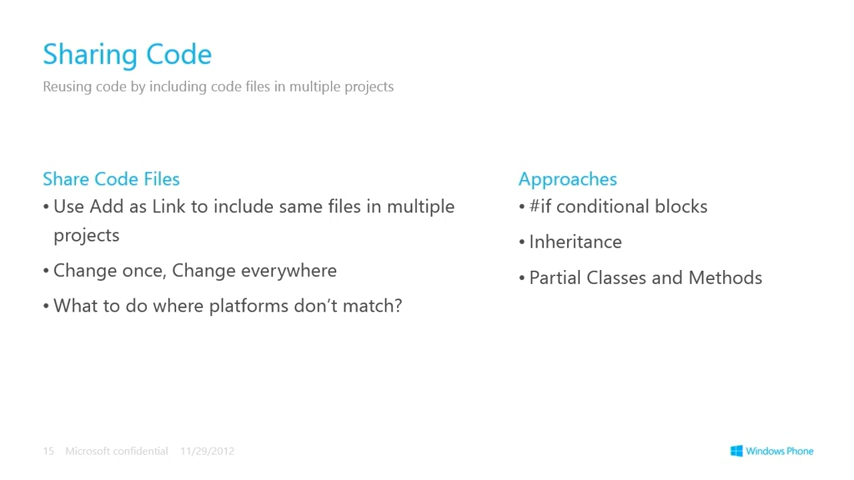 Sharing Code
Reusing code by including code files in multiple projects
Share Code Files
• Use Add as Link to include same files in multiple
projects
• Change once, Change everywhere
• What to do where platforms don’t match?
Approaches
• #if conditional blocks
• Inheritance
• Partial Classes and Methods
15 Microsoft confidential 11/29/2012
Windows Phone